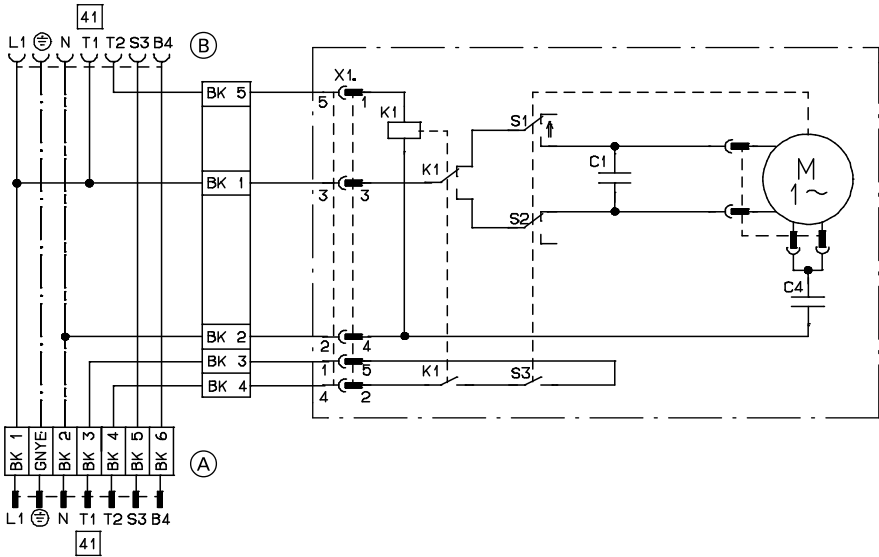 41
L1 N T1 T2 S3 B4 B
X1.
BK 5 5 1 K1
S1
M
1~
C1
BK 1 3 3 K1
S2
C4
BK 2 2 4
BK 3 1 5
BK 4 4 2 K1 S3
BK 1 GNYE BK 2 BK 3 BK 4 BK 5 BK 6 A
L1 N T1 T2 S3 B4
41